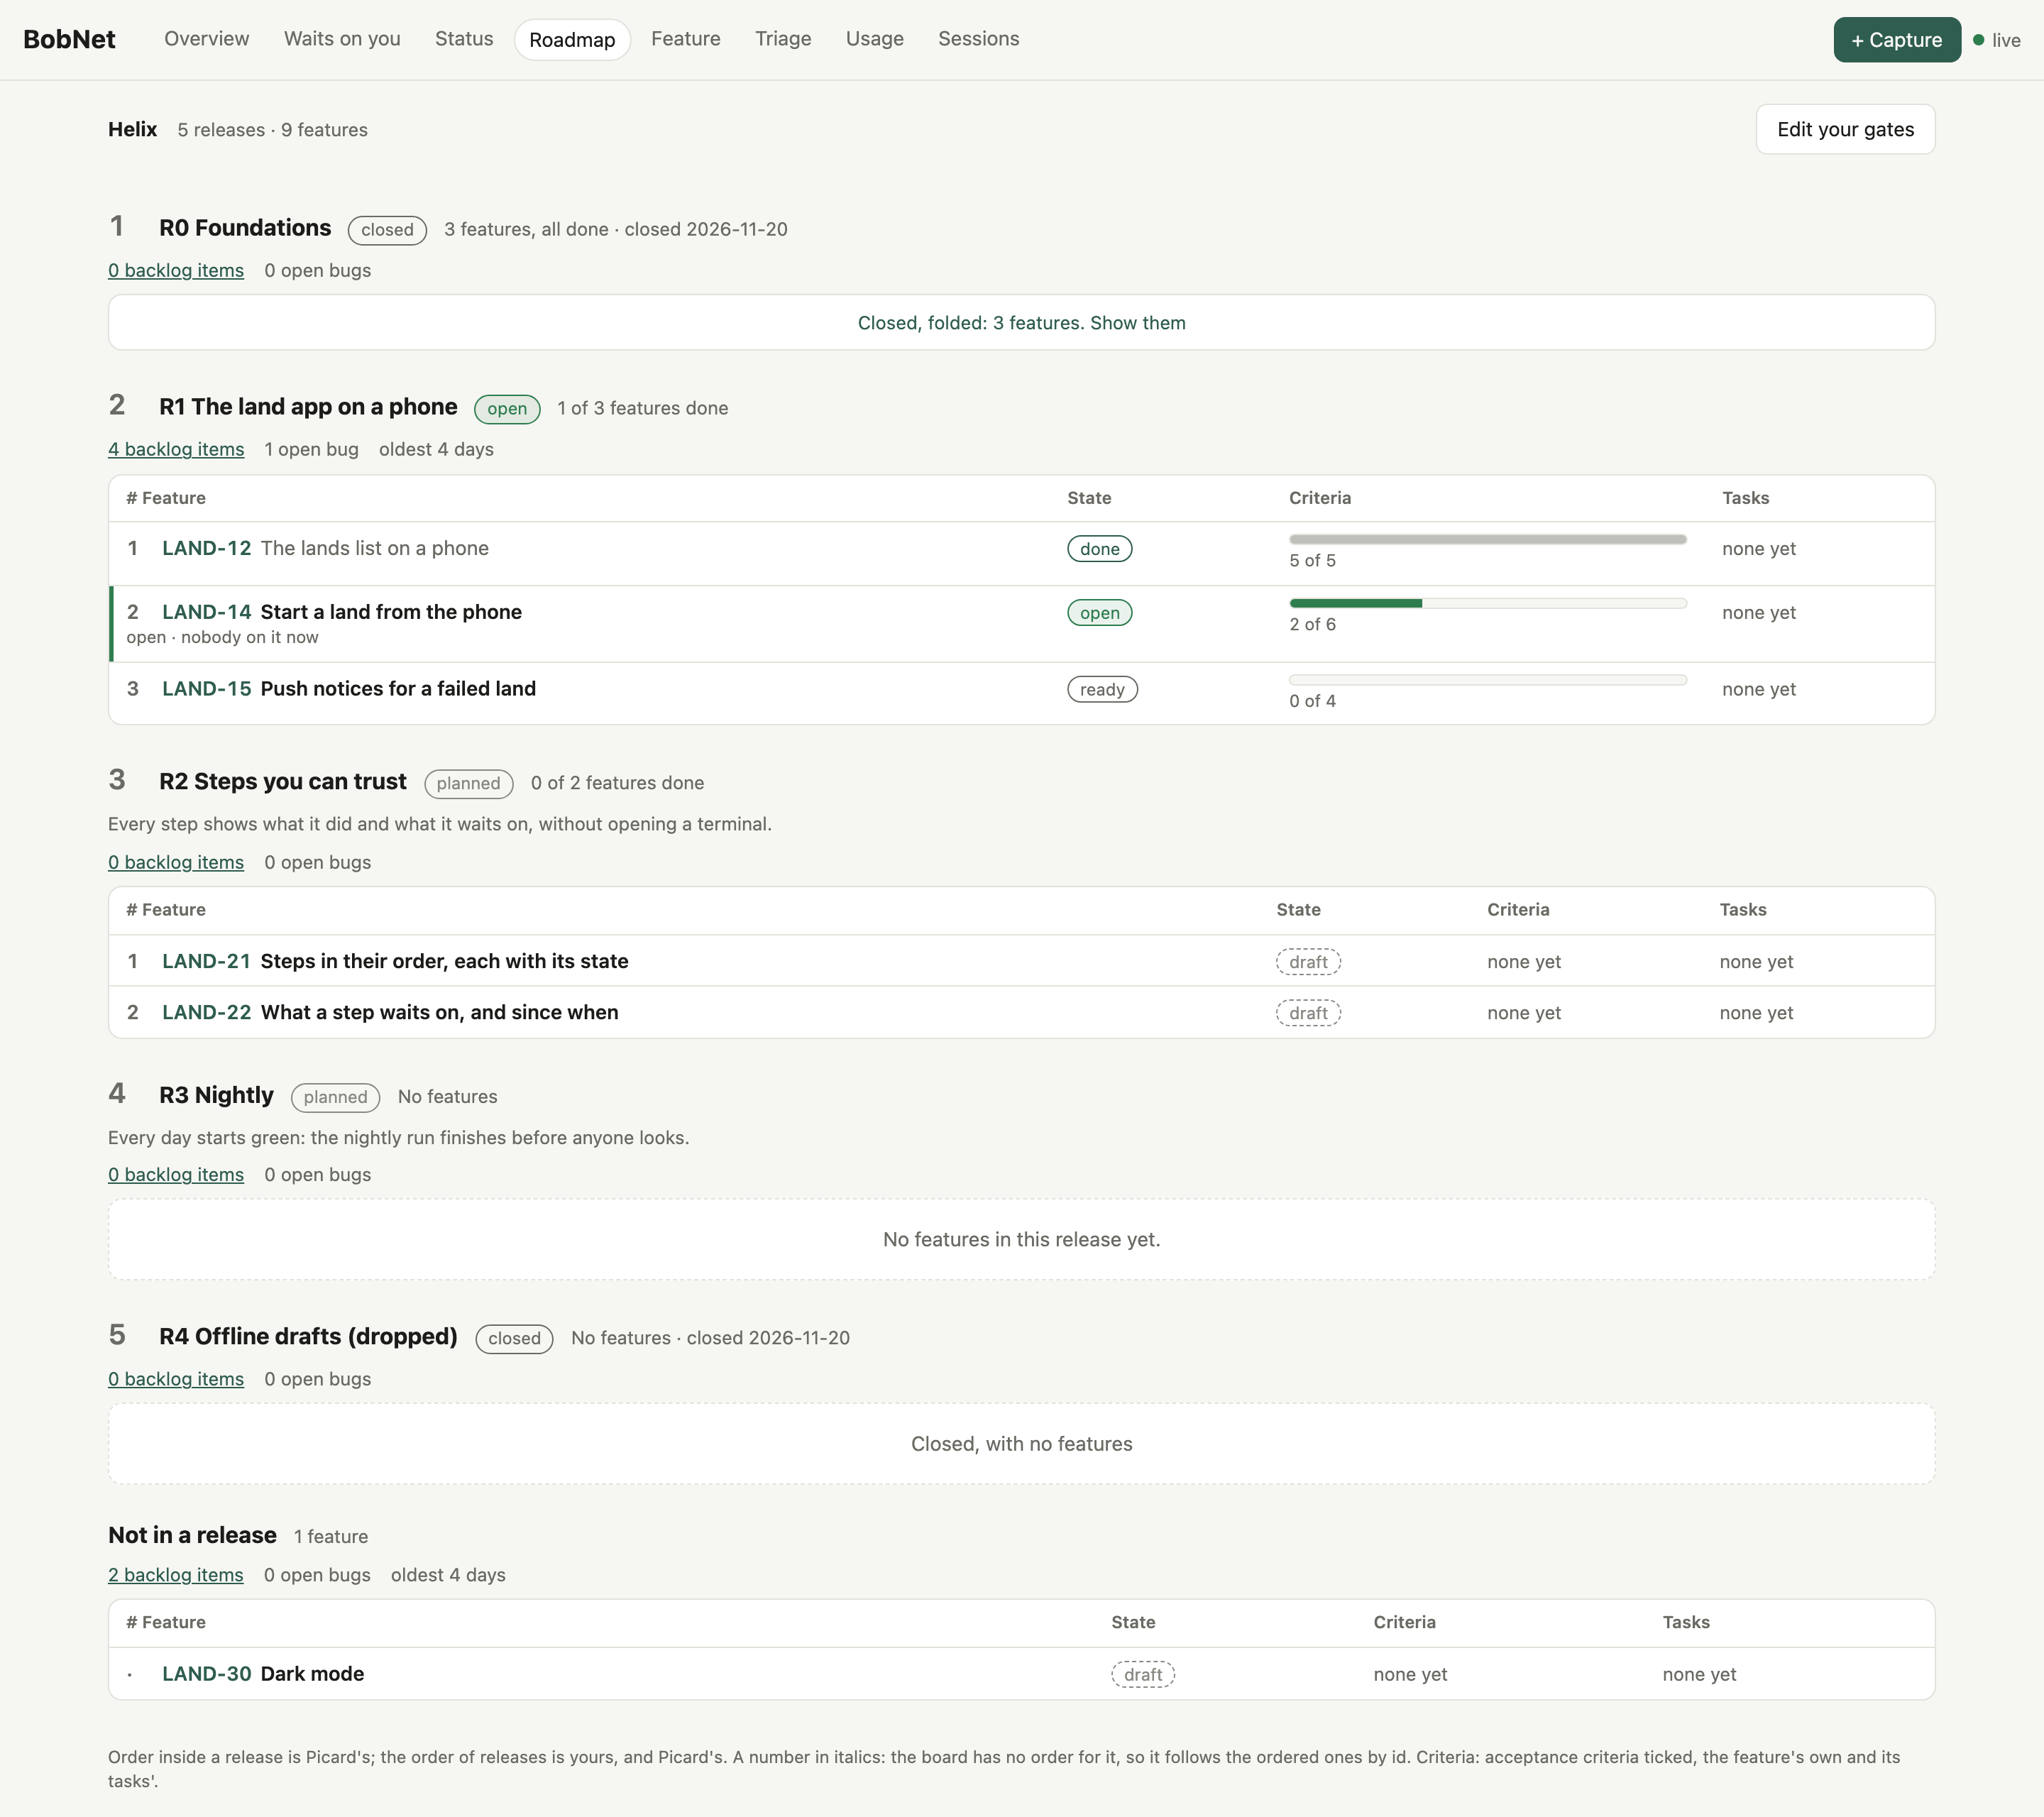 BobNet Overview Waits on you Status Roadmap Feature Triage Usage Sessions + Capture live
Helix 5 releases · 9 features Edit your gates
1 R0 Foundations closed 3 features, all done · closed 2026-11-20
0 backlog items 0 open bugs
Closed, folded: 3 features. Show them
2 R1 The land app on a phone open 1 of 3 features done
4 backlog items 1 open bug oldest 4 days
# Feature State Criteria Tasks
1 LAND-12 The lands list on a phone done 5 of 5 none yet
2 LAND-14 Start a land from the phone open 2 of 6 none yet
open · nobody on it now
3 LAND-15 Push notices for a failed land ready 0 of 4 none yet
3 R2 Steps you can trust planned 0 of 2 features done
Every step shows what it did and what it waits on, without opening a terminal.
0 backlog items 0 open bugs
# Feature State Criteria Tasks
1 LAND-21 Steps in their order, each with its state draft none yet none yet
2 LAND-22 What a step waits on, and since when draft none yet none yet
4 R3 Nightly planned No features
Every day starts green: the nightly run finishes before anyone looks.
0 backlog items 0 open bugs
No features in this release yet.
5 R4 Offline drafts (dropped) closed No features · closed 2026-11-20
0 backlog items 0 open bugs
Closed, with no features
Not in a release 1 feature
2 backlog items 0 open bugs oldest 4 days
# Feature State Criteria Tasks
· LAND-30 Dark mode draft none yet none yet
Order inside a release is Picard's; the order of releases is yours, and Picard's. A number in italics: the board has no order for it, so it follows the ordered ones by id. Criteria: acceptance criteria ticked, the feature's own and its
tasks'.